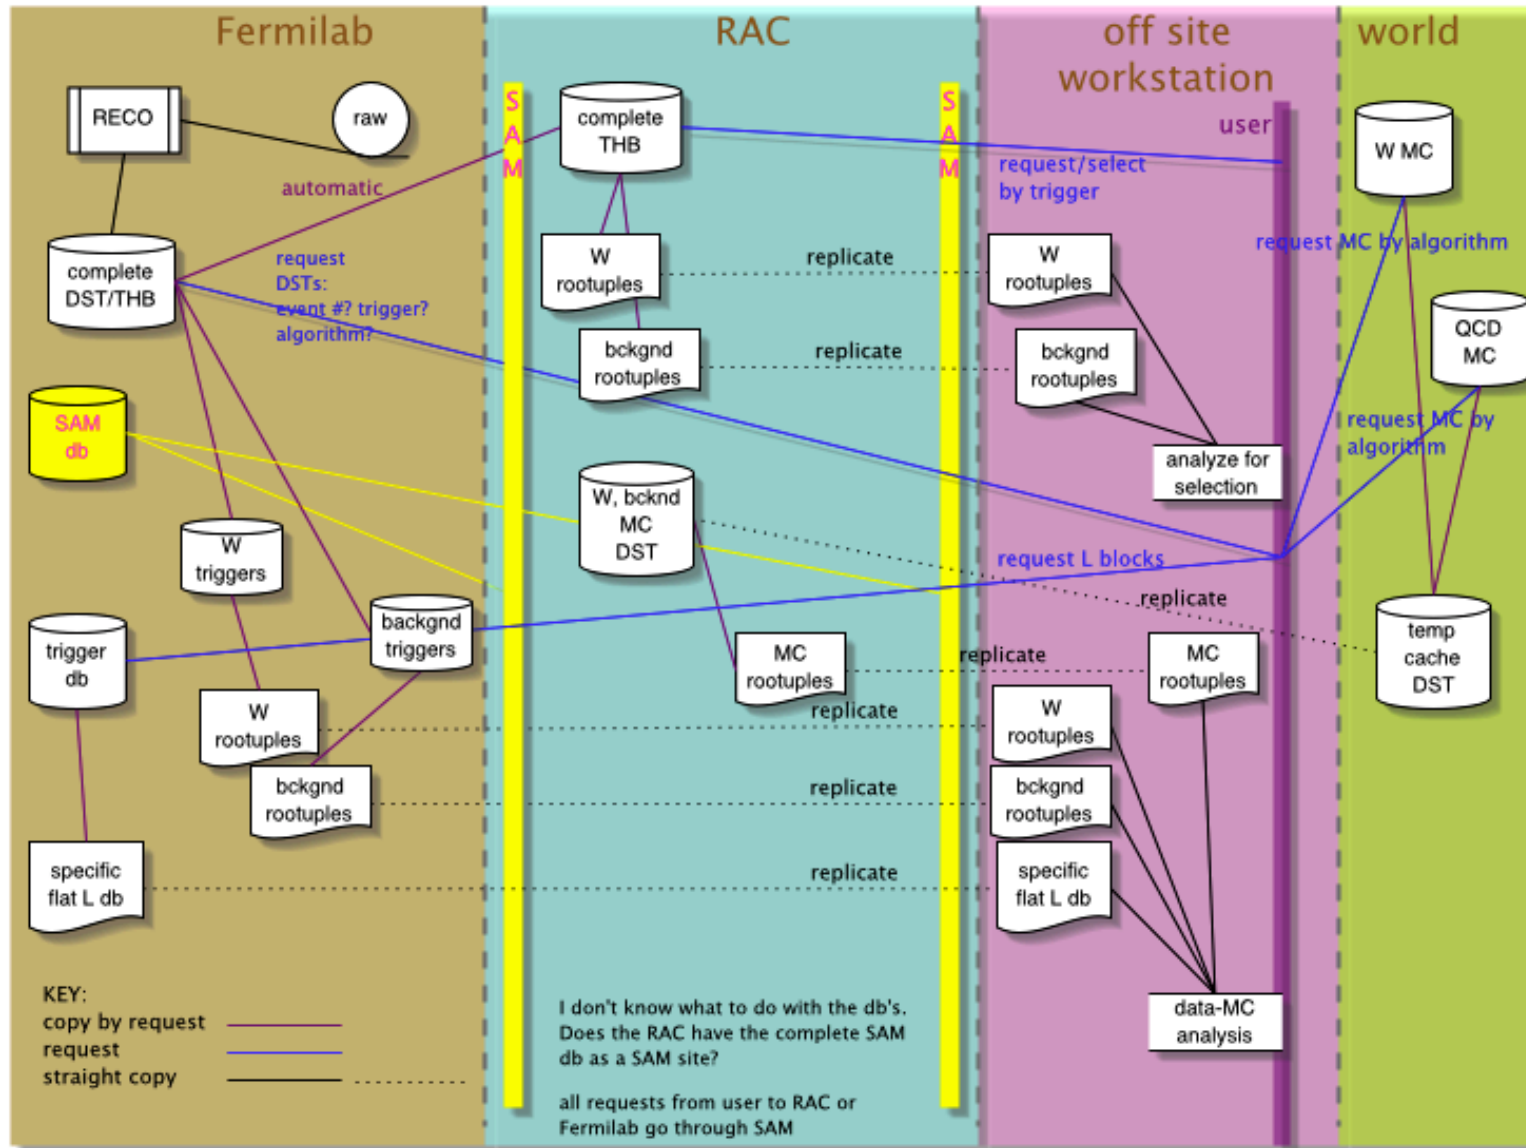 Fermilab
RAC
off site
workstation
world
RECO
raw
automatic
complete
DST/THB
request
DSTs:
event #? trigger?
algorithm?
SAM
db
W
triggers
backgnd
triggers
trigger
db
W
rootuples
bckgnd
rootuples
specific
flat L db
KEY:
copy by request
request
straight copy
S
A
M
complete
THB
W
rootuples
bckgnd
rootuples
W, bcknd
MC
DST
MC
rootuples
replicate
replicate
replicate
replicate
replicate
replicate
replicate
I don't know what to do with the db's.
Does the RAC have the complete SAM
db as a SAM site?
all requests from user to RAC or
Fermilab go through SAM
S
A
M
user
request/select
by trigger
W
rootuples
bckgnd
rootuples
analyze for
selection
request L blocks
MC
rootuples
W
rootuples
bckgnd
rootuples
specific
flat L db
data-MC
analysis
W MC
request MC by algorithm
QCD
MC
request MC by
algorithm
temp
cache
DST